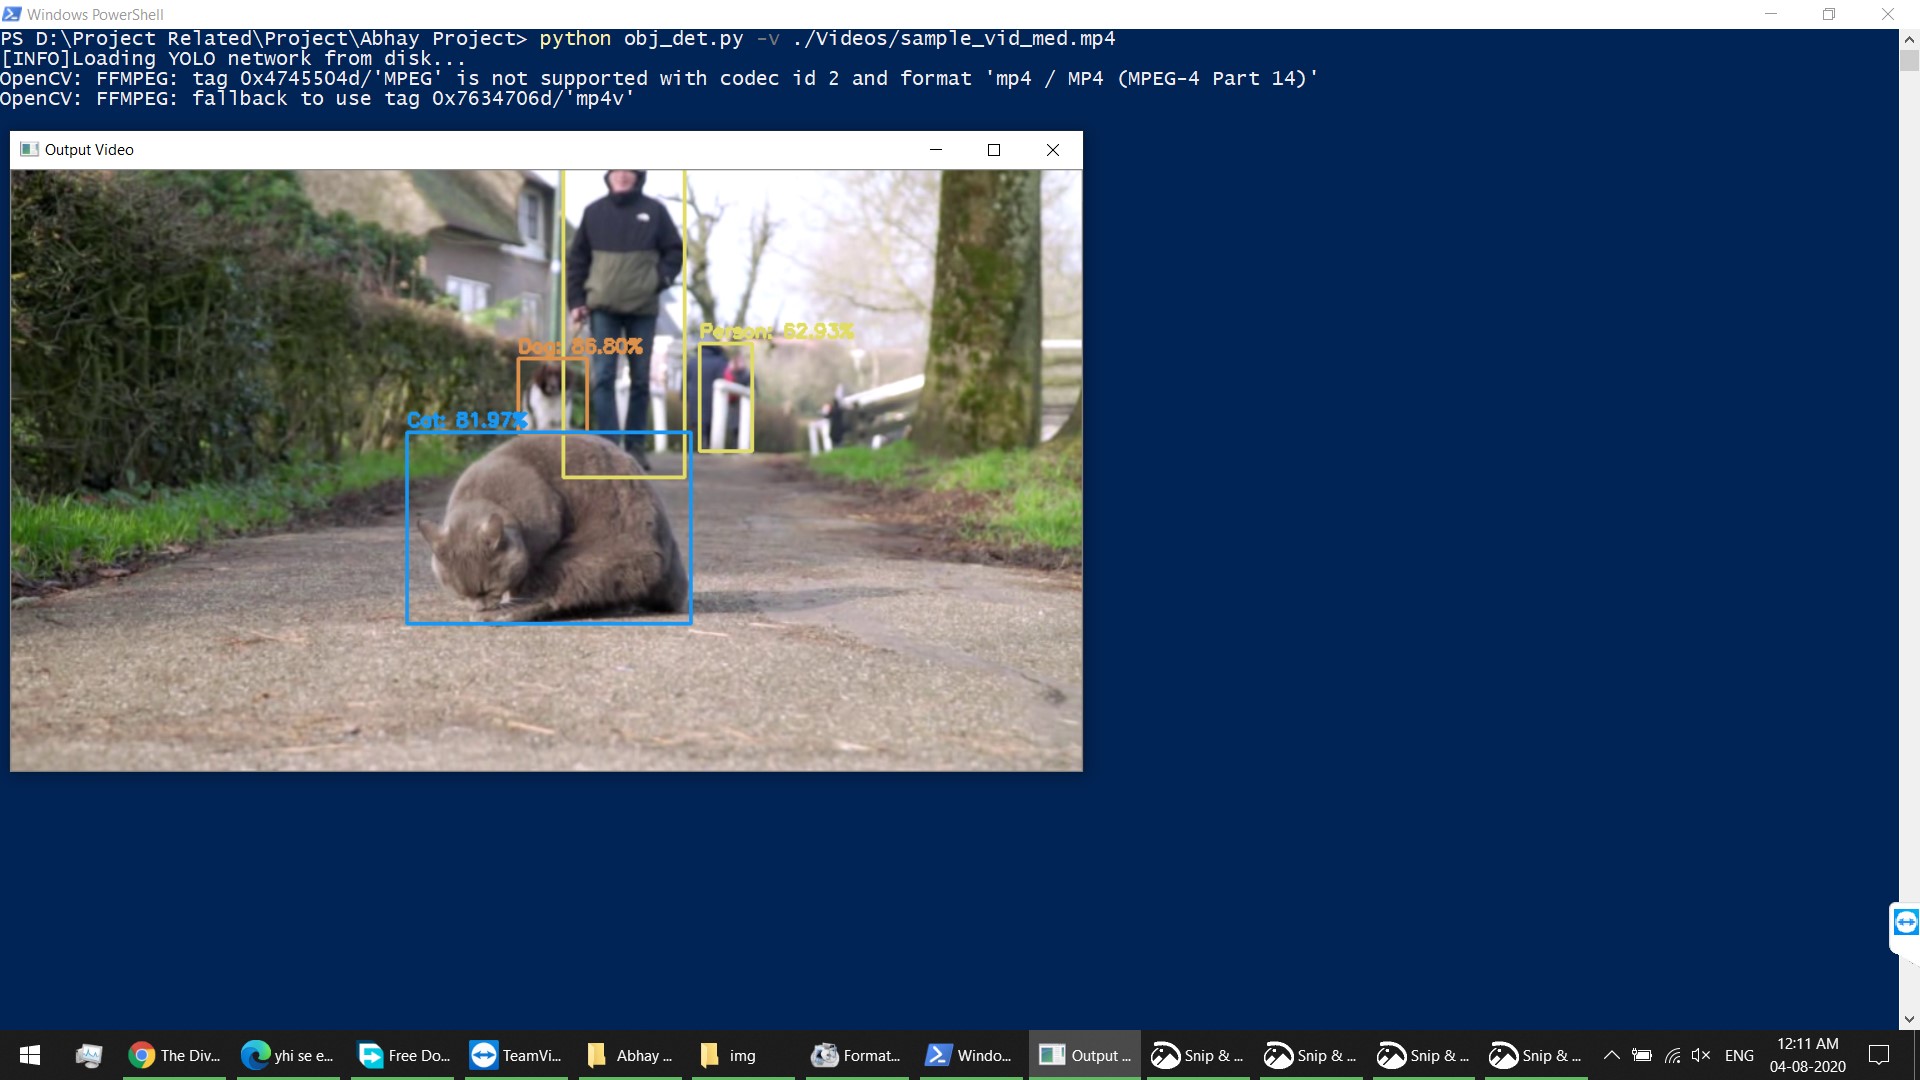 Windows PowerShell
PS D:\Project Related\Project\Abhay Project> python obj_det.py -v ./Videos/sample_vid_med.mp4
[INFO]Loading YOLO network from disk...
OpenCV: FFMPEG: tag 0x4745504d/'MPEG' is not supported with codec id 2 and format 'mp4 / MP4 (MPEG-4 Part 14)'
OpenCV: FFMPEG: fallback to use tag 0x7634706d/'mp4v'
Output Video
Person: 62.93%
Dog: 86.80%
Cat: 81.97%
The Div...
yhi se e...
Free Do...
TeamVi...
Abhay ...
img
Format...
Windo...
Output ...
Snip & ...
Snip & ...
Snip & ...
Snip & ...
ENG
12:11 AM
04-08-2020